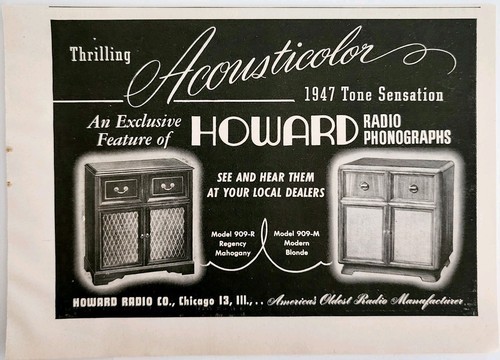 Thrilling
Acousticolor
1947 Tone Sensation
An Exclusive
Feature of
HOWARD RADIO
PHONOGRAPHS
SEE AND HEAR THEM
AT YOUR LOCAL DEALERS
Model 909-R
Regency
Mahogany
Model 909-M
Modern
Blonde
HOWARD RADIO CO., Chicago 13, Ill., . . America's Oldest Radio Manufacturer